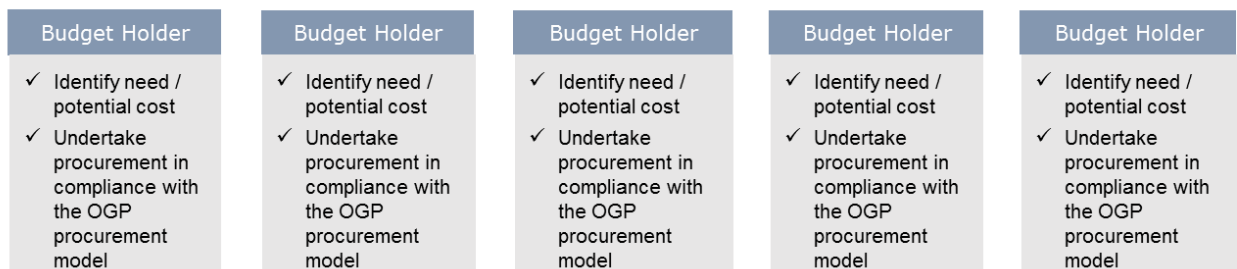 Budget Holder
✓ Identify need /
potential cost
✓ Undertake
procurement in
compliance with
the OGP
procurement
model
Budget Holder
✓ Identify need /
potential cost
✓ Undertake
procurement in
compliance with
the OGP
procurement
model
Budget Holder
✓ Identify need /
potential cost
✓ Undertake
procurement in
compliance with
the OGP
procurement
model
Budget Holder
✓ Identify need /
potential cost
✓ Undertake
procurement in
compliance with
the OGP
procurement
model
Budget Holder
✓ Identify need /
potential cost
✓ Undertake
procurement in
compliance with
the OGP
procurement
model